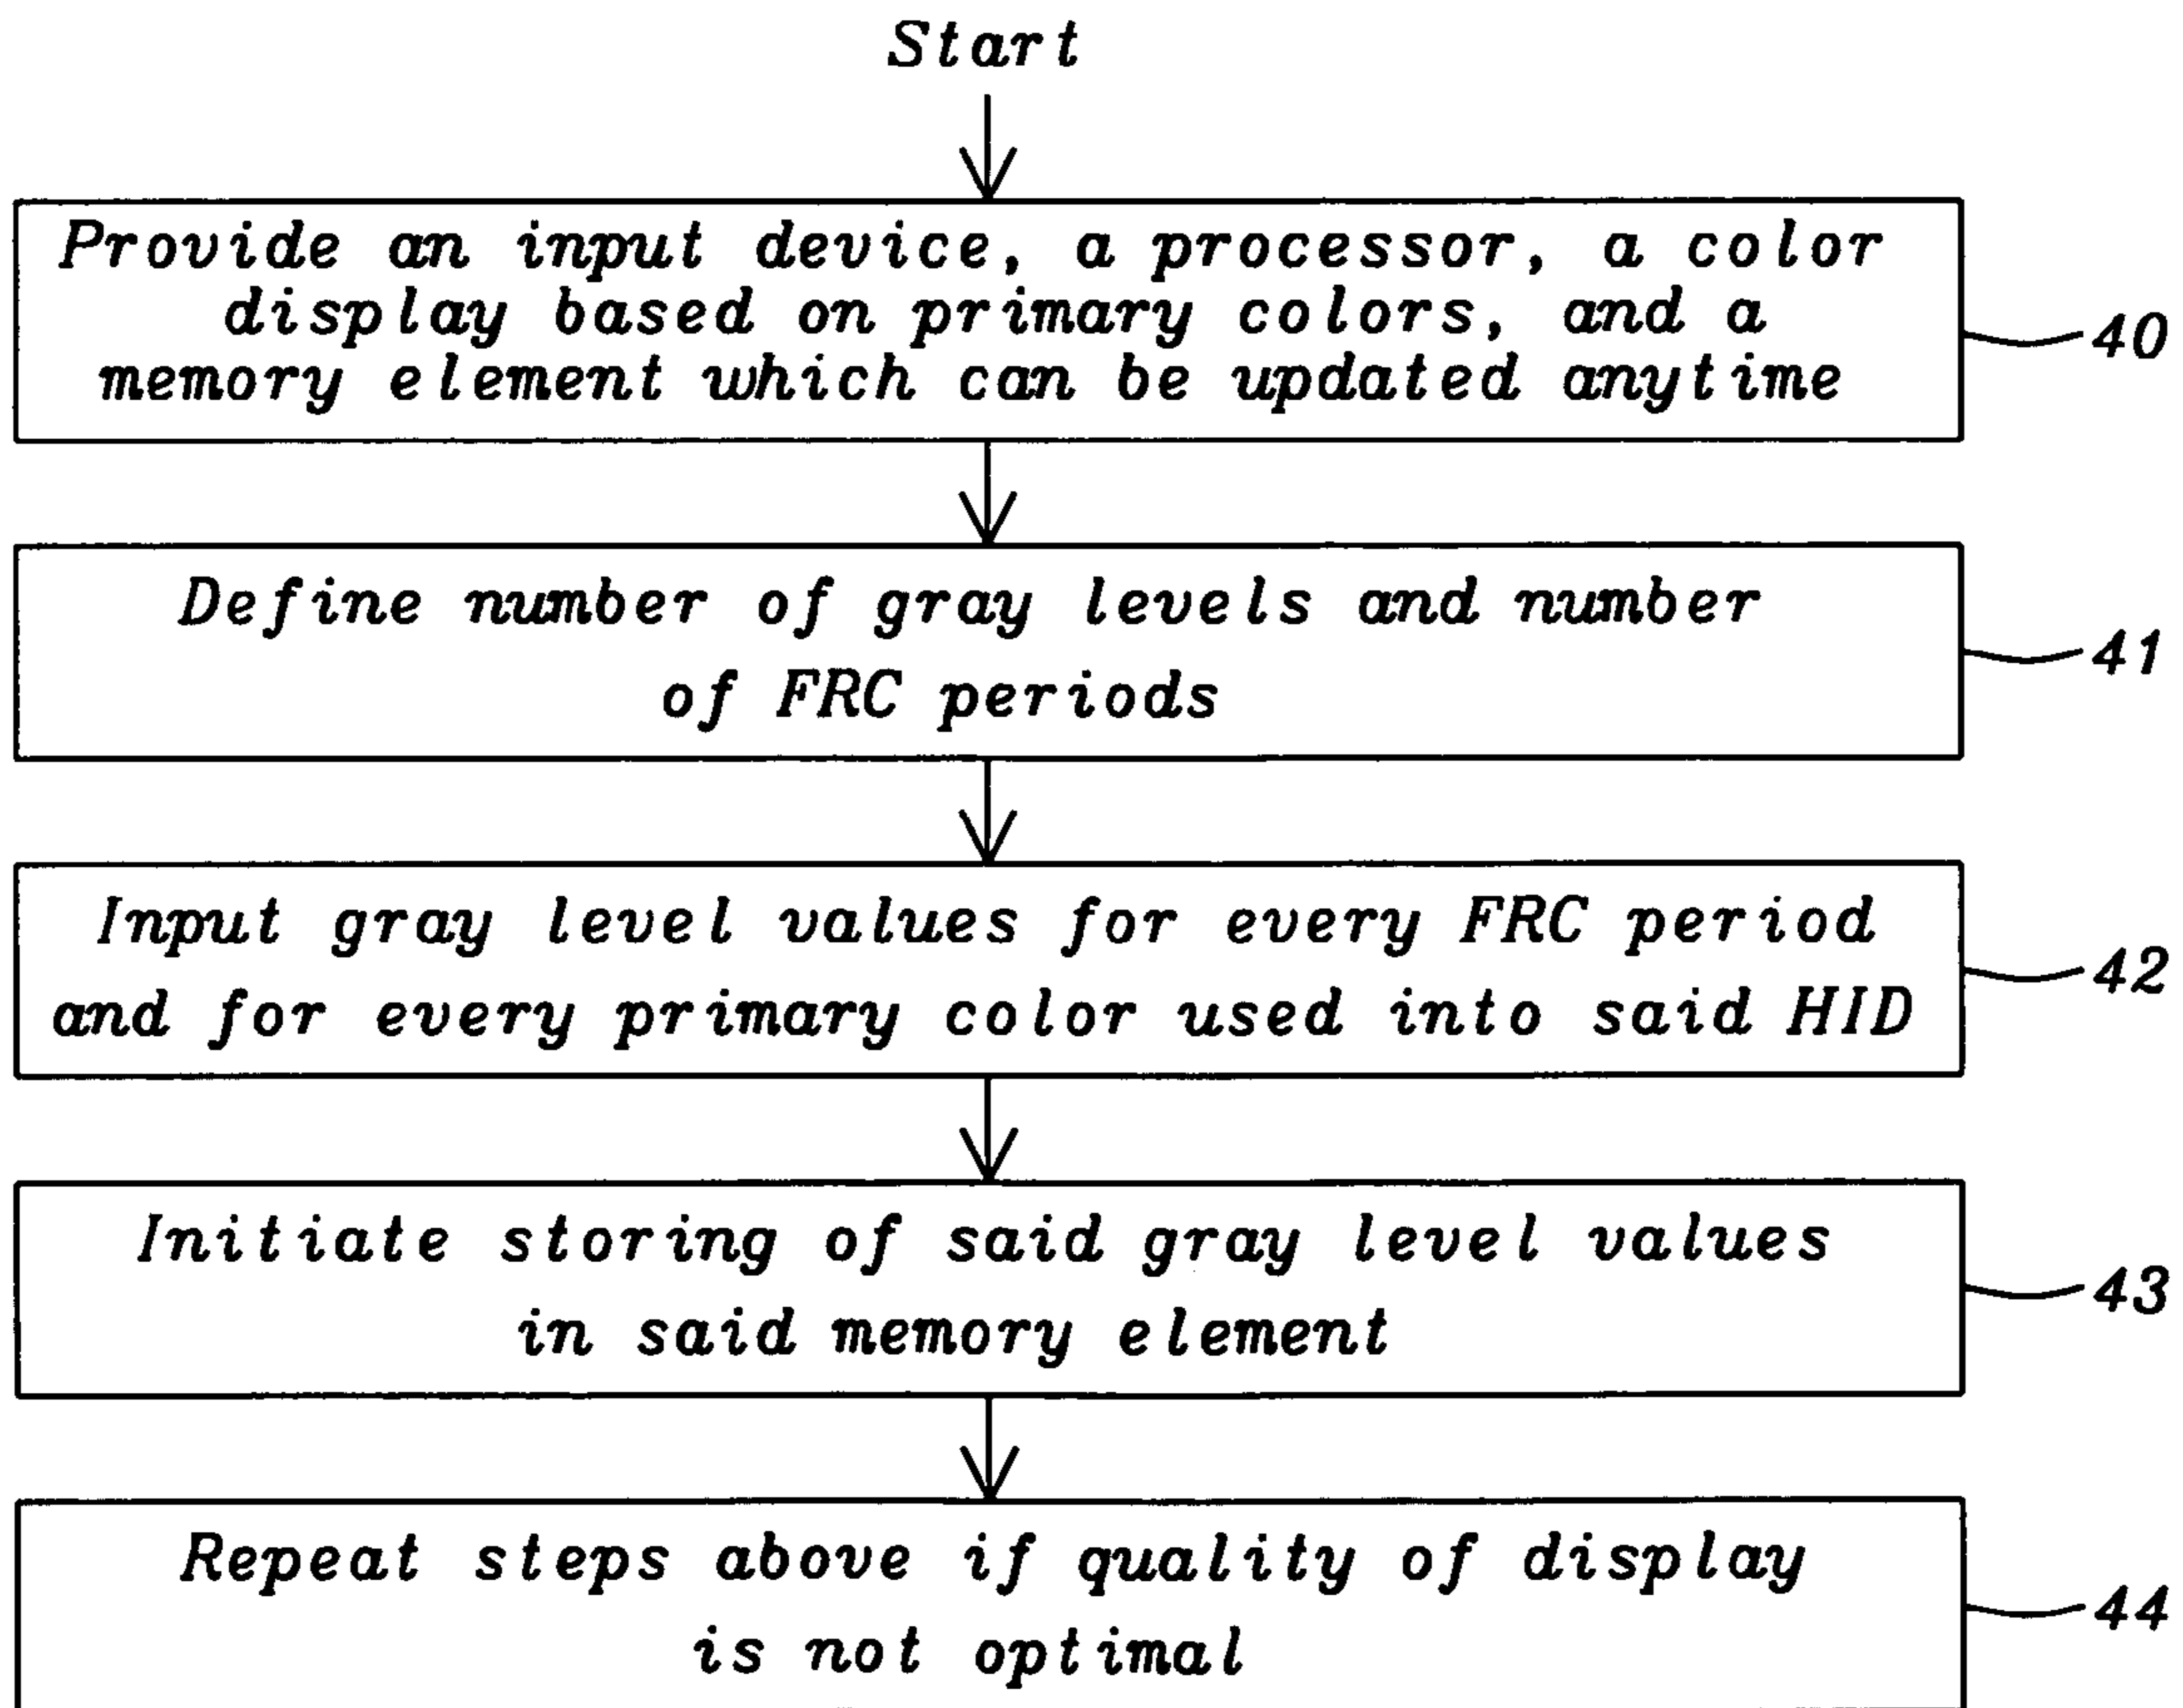 Start
Provide an input device, a processor, a color
display based on primary colors, and a
memory element which can be updated anytime
40
Define number of gray levels and number
of FRC periods
41
Input gray level values for every FRC period
and for every primary color used into said HID
42
Initiate storing of said gray level values
in said memory element
43
Repeat steps above if quality of display
is not optimal
44